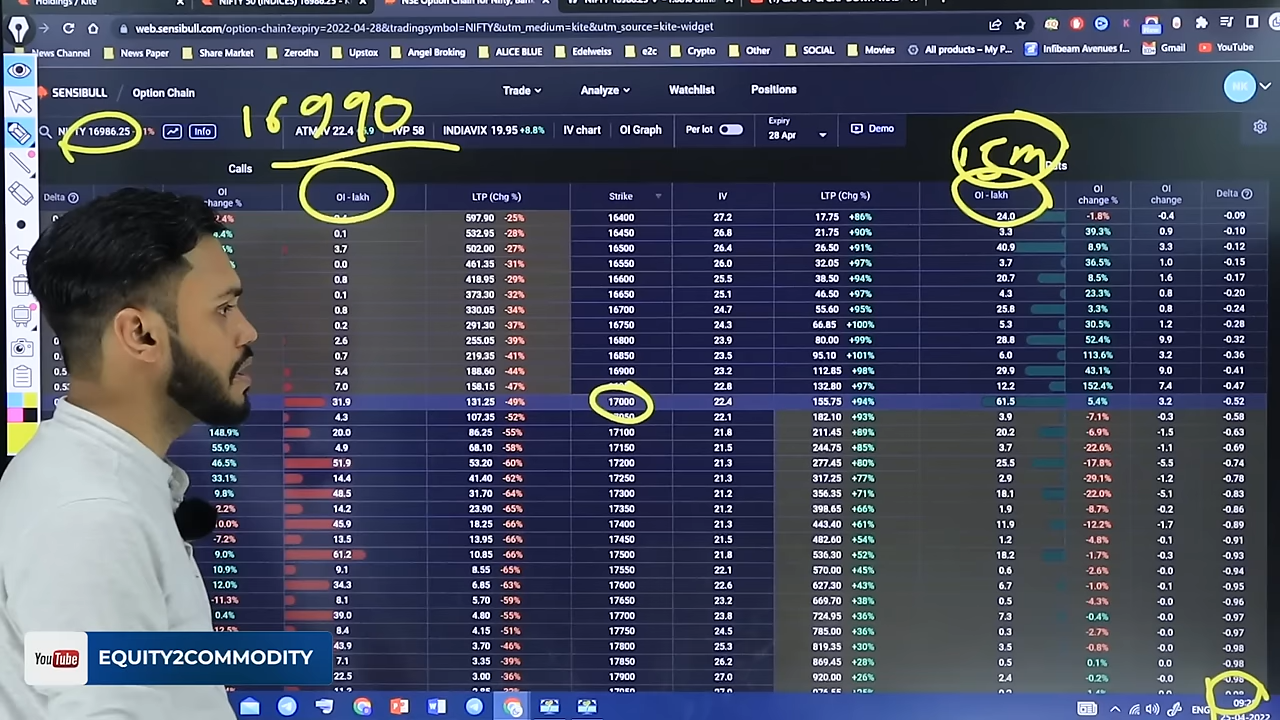 Holdings / Kite
NIFTY 50 (INDICES) 16986.25 - K
NSE Option Chain for Nifty, Ban
web.sensibull.com/option-chain?expiry=2022-04-28&tradingsymbol=NIFTY&utm_medium=kite&utm_source=kite-widget
News Channel News Paper Share Market Zerodha Upstox Angel Broking ALICE BLUE Edelweiss e2c Crypto Other SOCIAL Movies All products – My P... Infibeam Avenues f... Gmail YouTube
SENSIBULL Option Chain Trade Analyze Watchlist Positions NK
16990
15m
NIFTY 16986.25 -1% Info ATM IV 22.4 IVP 58 INDIAVIX 19.95 +8.8% IV chart OI Graph Per lot Expiry 28 Apr Demo
Calls
Delta OI change % OI - lakh LTP (Chg %) Strike IV LTP (Chg %) OI - lakh OI change % OI change Delta
597.90 -25% 16400 27.2 17.75 +86% 24.0 -1.8% -0.4 -0.09
0.1 532.95 -28% 16450 26.8 21.75 +90% 3.3 39.3% 0.9 -0.10
3.7 502.00 -27% 16500 26.4 26.50 +91% 40.9 8.9% 3.3 -0.12
0.0 461.35 -31% 16550 26.0 32.05 +97% 3.7 36.5% 1.0 -0.15
0.8 418.95 -29% 16600 25.5 38.50 +94% 20.7 8.5% 1.6 -0.17
0.1 373.30 -32% 16650 25.1 46.50 +97% 4.3 23.3% 0.8 -0.20
0.8 330.05 -34% 16700 24.7 55.60 +95% 25.8 3.3% 0.8 -0.24
0.2 291.30 -37% 16750 24.3 66.85 +100% 5.3 30.5% 1.2 -0.28
2.6 255.05 -39% 16800 23.9 80.00 +99% 28.8 52.4% 9.9 -0.32
0.7 219.35 -41% 16850 23.5 95.10 +101% 6.0 113.6% 3.2 -0.36
5.4 188.60 -44% 16900 23.2 112.85 +98% 29.9 43.1% 9.0 -0.41
7.0 158.15 -47% 22.8 132.80 +97% 12.2 152.4% 7.4 -0.47
31.9 131.25 -49% 17000 22.4 155.75 +94% 61.5 5.4% 3.2 -0.52
4.3 107.35 -52% 17050 22.1 182.10 +93% 3.9 -7.1% -0.3 -0.58
148.9% 20.0 86.25 -55% 17100 21.8 211.45 +89% 20.2 -6.9% -1.5 -0.63
55.9% 4.9 68.10 -58% 17150 21.5 244.75 +85% 3.7 -22.6% -1.1 -0.69
46.5% 51.9 53.20 -60% 17200 21.3 277.45 +80% 25.5 -17.8% -5.5 -0.74
33.1% 14.4 41.40 -62% 17250 21.3 317.25 +77% 2.9 -29.1% -1.2 -0.78
9.8% 48.5 31.70 -64% 17300 21.2 356.35 +71% 18.1 -22.0% -5.1 -0.83
14.2 23.90 -65% 17350 21.2 398.65 +66% 1.9 -8.7% -0.2 -0.86
45.9 18.25 -66% 17400 21.3 443.40 +61% 11.9 -12.2% -1.7 -0.89
-7.2% 13.5 13.95 -66% 17450 21.5 482.60 +54% 1.2 -4.8% -0.1 -0.91
9.0% 61.2 10.85 -66% 17500 21.8 536.30 +52% 18.2 -1.7% -0.3 -0.93
10.9% 9.1 8.55 -65% 17550 22.1 570.00 +45% 0.6 -2.6% -0.0 -0.94
12.0% 34.3 6.85 -63% 17600 22.6 627.30 +43% 6.7 -1.0% -0.1 -0.95
-11.3% 8.1 5.70 -59% 17650 23.2 669.70 +38% 0.5 -4.3% -0.0 -0.96
0.4% 39.0 4.80 -55% 17700 23.8 724.95 +36% 7.3 -0.4% -0.0 -0.97
8.4 4.15 -51% 17750 24.5 785.00 +36% 0.3 -2.7% -0.0 -0.97
43.9 3.70 -46% 17800 25.3 819.35 +30% 3.5 -0.8% -0.0 -0.98
7.1 3.35 -39% 17850 26.2 869.45 +28% 0.5 0.1% 0.0 -0.98
22.5 3.00 -36% 17900 27.0 920.00 +26% 2.4 -0.2% -0.0
YouTube EQUITY2COMMODITY
ENG
25-04-2022